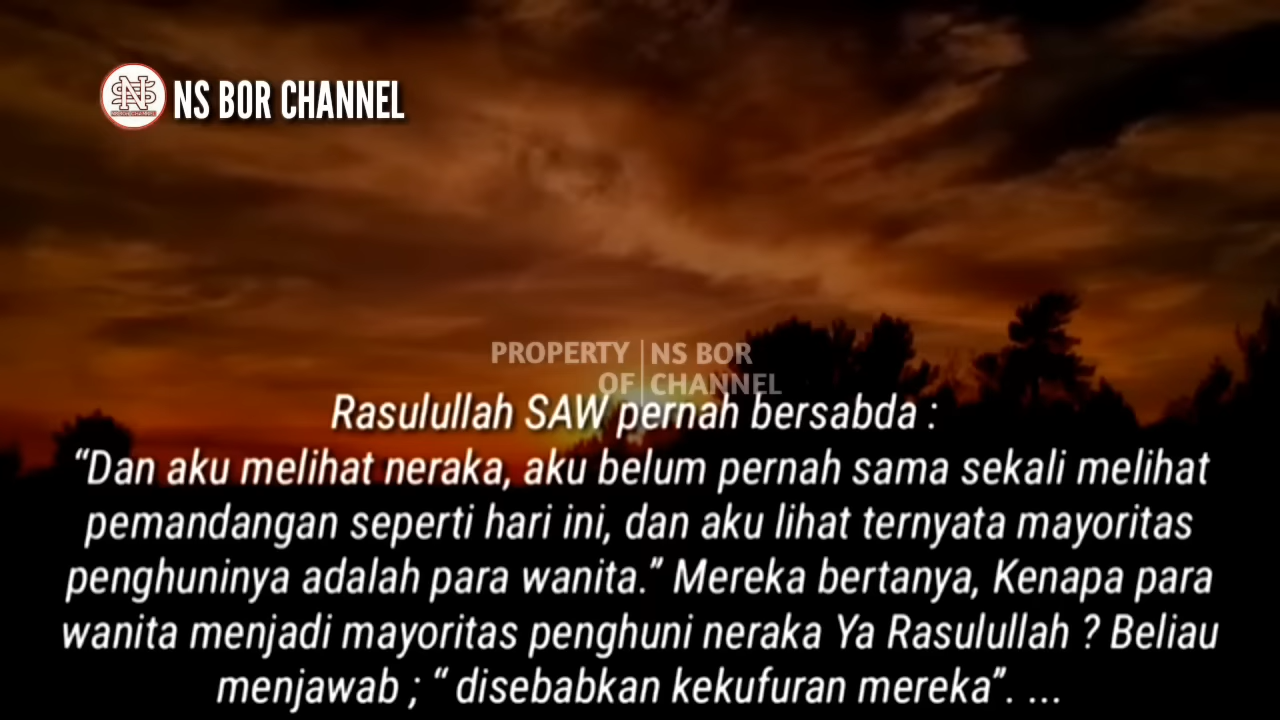 NS BOR CHANNEL
PROPERTY OF NS BOR CHANNEL
Rasulullah SAW pernah bersabda :
“Dan aku melihat neraka, aku belum pernah sama sekali melihat
pemandangan seperti hari ini, dan aku lihat ternyata mayoritas
penghuninya adalah para wanita.” Mereka bertanya, Kenapa para
wanita menjadi mayoritas penghuni neraka Ya Rasulullah ? Beliau
menjawab ; “ disebabkan kekufuran mereka”. ...